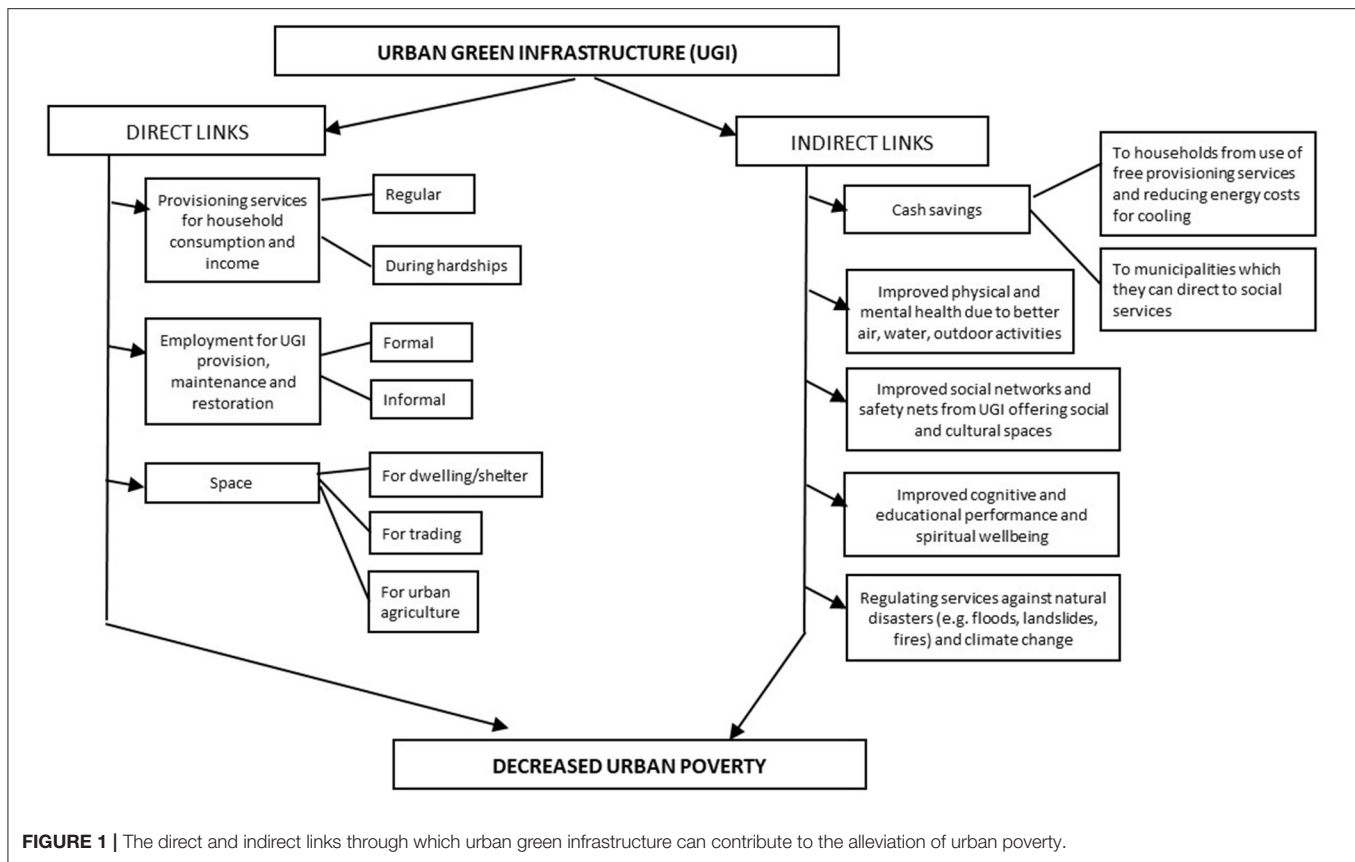 URBAN GREEN INFRASTRUCTURE (UGI)
DIRECT LINKS
Provisioning services
for household
consumption and
income
Regular
During hardships
Employment for UGI
provision,
maintenance and
restoration
Formal
Informal
Space
For dwelling/shelter
For trading
For urban
agriculture
INDIRECT LINKS
Cash savings
To households from use of
free provisioning services
and reducing energy costs
for cooling
To municipalities which
they can direct to social
services
Improved physical and
mental health due to better
air, water, outdoor activities
Improved social networks and
safety nets from UGI offering social
and cultural spaces
Improved cognitive and
educational performance and
spiritual wellbeing
Regulating services against natural
disasters (e.g. floods, landslides,
fires) and climate change
DECREASED URBAN POVERTY
FIGURE 1 | The direct and indirect links through which urban green infrastructure can contribute to the alleviation of urban poverty.